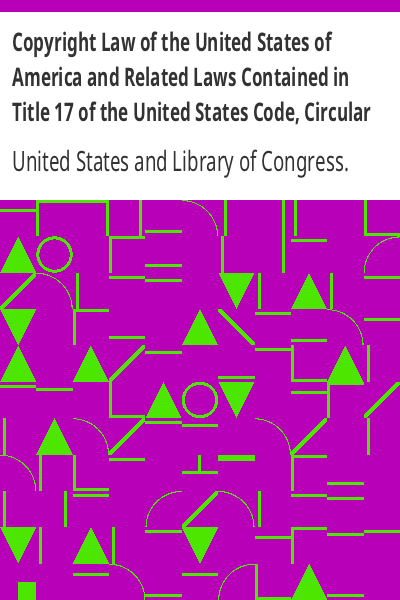 Copyright Law of the United States of
America and Related Laws Contained in
Title 17 of the United States Code, Circular
United States and Library of Congress.